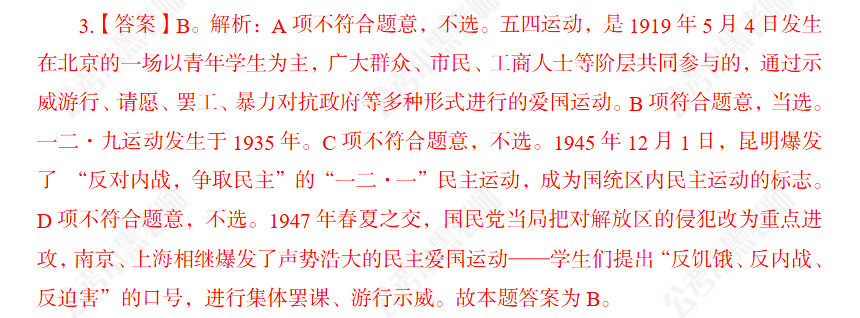 3.【答案】B。解析：A 项不符合题意，不选。五四运动，是 1919 年 5 月 4 日发生
在北京的一场以青年学生为主，广大群众、市民、工商人士等阶层共同参与的，通过示
威游行、请愿、罢工、暴力对抗政府等多种形式进行的爱国运动。B 项符合题意，当选。
一二·九运动发生于 1935 年。C 项不符合题意，不选。1945 年 12 月 1 日，昆明爆发
了 “反对内战，争取民主”的“一二·一”民主运动，成为国统区内民主运动的标志。
D 项不符合题意，不选。1947 年春夏之交，国民党当局把对解放区的侵犯改为重点进
攻，南京、上海相继爆发了声势浩大的民主爱国运动——学生们提出“反饥饿、反内战、
反迫害”的口号，进行集体罢课、游行示威。故本题答案为 B。